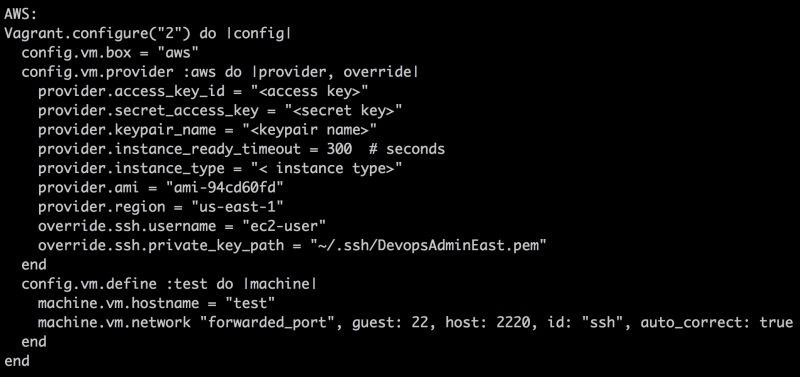 AWS:
Vagrant.configure("2") do |config|
  config.vm.box = "aws"
  config.vm.provider :aws do |provider, override|
    provider.access_key_id = "<access key>"
    provider.secret_access_key = "<secret key>"
    provider.keypair_name = "<keypair name>"
    provider.instance_ready_timeout = 300  # seconds
    provider.instance_type = "< instance type>"
    provider.ami = "ami-94cd60fd"
    provider.region = "us-east-1"
    override.ssh.username = "ec2-user"
    override.ssh.private_key_path = "~/.ssh/DevopsAdminEast.pem"
  end
  config.vm.define :test do |machine|
    machine.vm.hostname = "test"
    machine.vm.network "forwarded_port", guest: 22, host: 2220, id: "ssh", auto_correct: true
  end
end